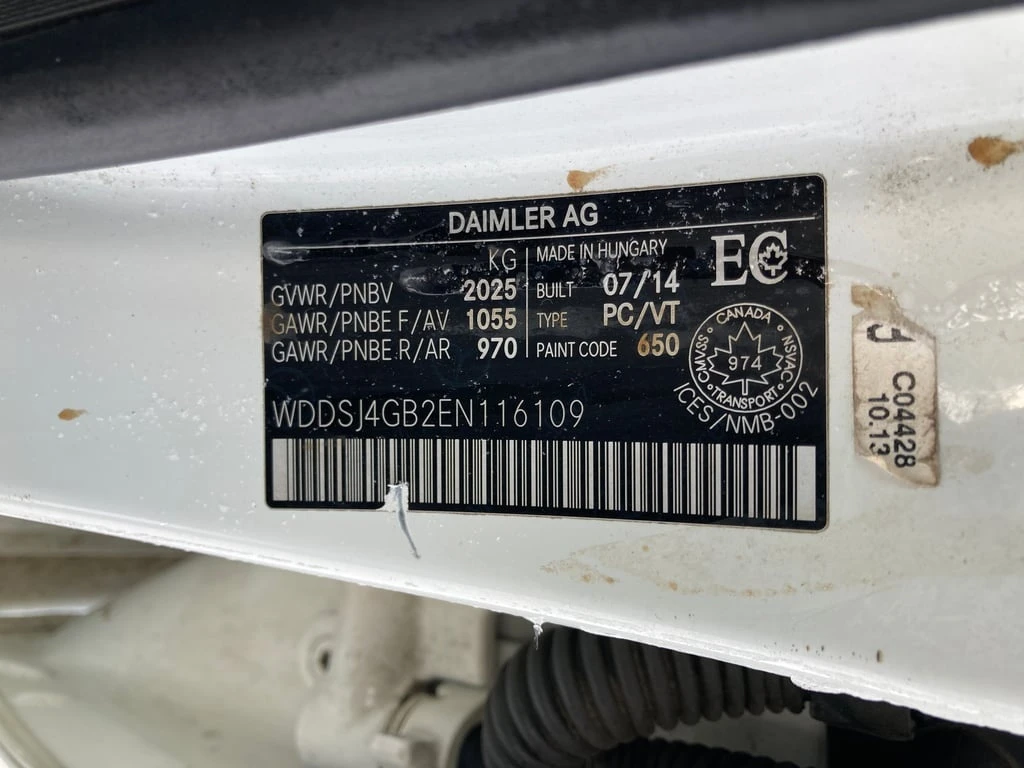 DAIMLER AG
KG
GVWR/PNBV 2025
GAWR/PNBE F/AV 1055
GAWR/PNBE R/AR 970
MADE IN HUNGARY
BUILT 07/14
TYPE PC/VT
PAINT CODE 650
EC
CANADA
CMVSS NSVAC
974
TRANSPORT
ICES/NMB-002
WDDSJ4GB2EN116109
C04428
10.13